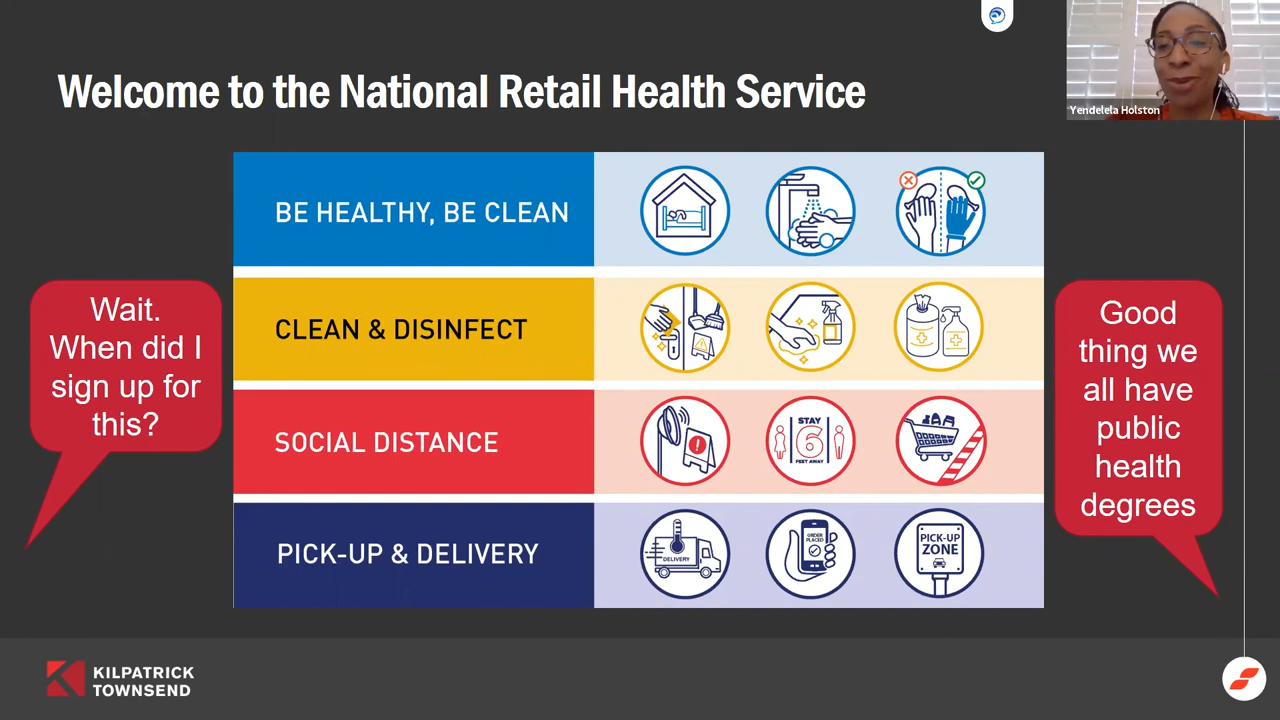 Welcome to the National Retail Health Service
Yendelela Holston
BE HEALTHY, BE CLEAN
CLEAN & DISINFECT
SOCIAL DISTANCE
STAY
6
FEET AWAY
PICK-UP & DELIVERY
DELIVERY
ORDER
PLACED
PICK-UP
ZONE
Wait.
When did I
sign up for
this?
Good
thing we
all have
public
health
degrees
KILPATRICK
TOWNSEND